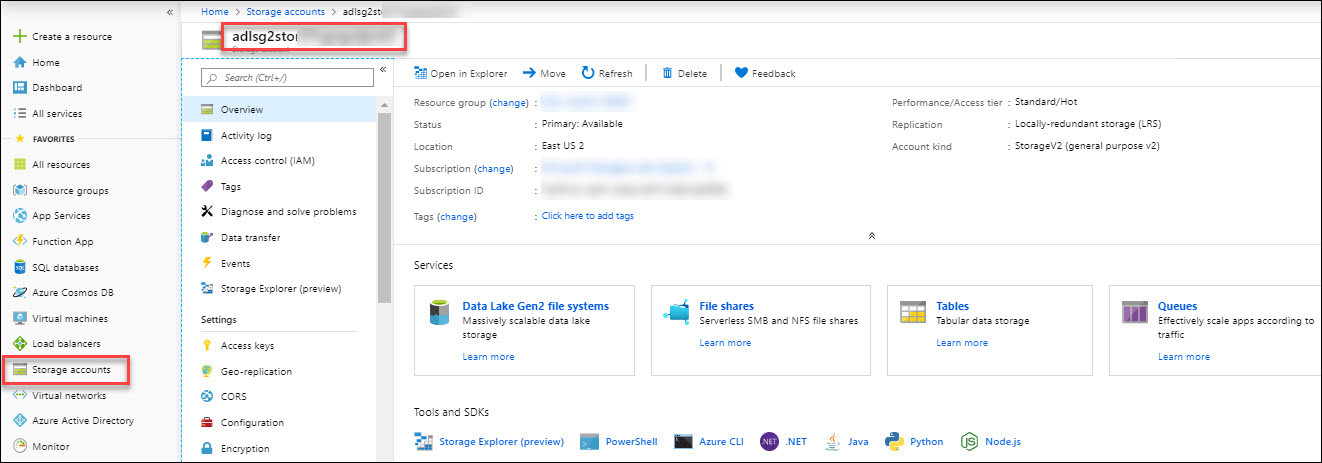 Home > Storage accounts > adlsg2stor
Create a resource
Home
Dashboard
All services
FAVORITES
All resources
Resource groups
App Services
Function App
SQL databases
Azure Cosmos DB
Virtual machines
Load balancers
Storage accounts
Virtual networks
Azure Active Directory
Monitor
adlsg2stor
Storage account
Search (Ctrl+/)
Overview
Activity log
Access control (IAM)
Tags
Diagnose and solve problems
Data transfer
Events
Storage Explorer (preview)
Settings
Access keys
Geo-replication
CORS
Configuration
Encryption
Open in Explorer Move Refresh Delete Feedback
Resource group (change) :
Status : Primary: Available
Location : East US 2
Subscription (change) :
Subscription ID :
Tags (change) : Click here to add tags
Performance/Access tier : Standard/Hot
Replication : Locally-redundant storage (LRS)
Account kind : StorageV2 (general purpose v2)
Services
Data Lake Gen2 file systems
Massively scalable data lake
storage
Learn more
File shares
Serverless SMB and NFS file shares
Learn more
Tables
Tabular data storage
Learn more
Queues
Effectively scale apps according to
traffic
Learn more
Tools and SDKs
Storage Explorer (preview) PowerShell Azure CLI .NET Java Python Node.js